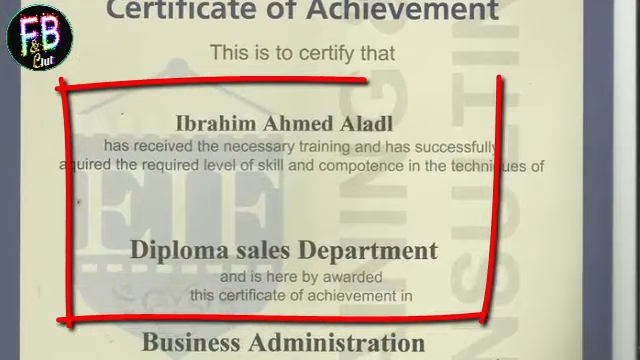 F B
& Clut
Certificate of Achievement
This is to certify that
Ibrahim Ahmed Aladl
has received the necessary training and has successfully
aquired the required level of skill and compotence in the techniques of
Diploma sales Department
and is here by awarded
this certificate of achievement in
Business Administration